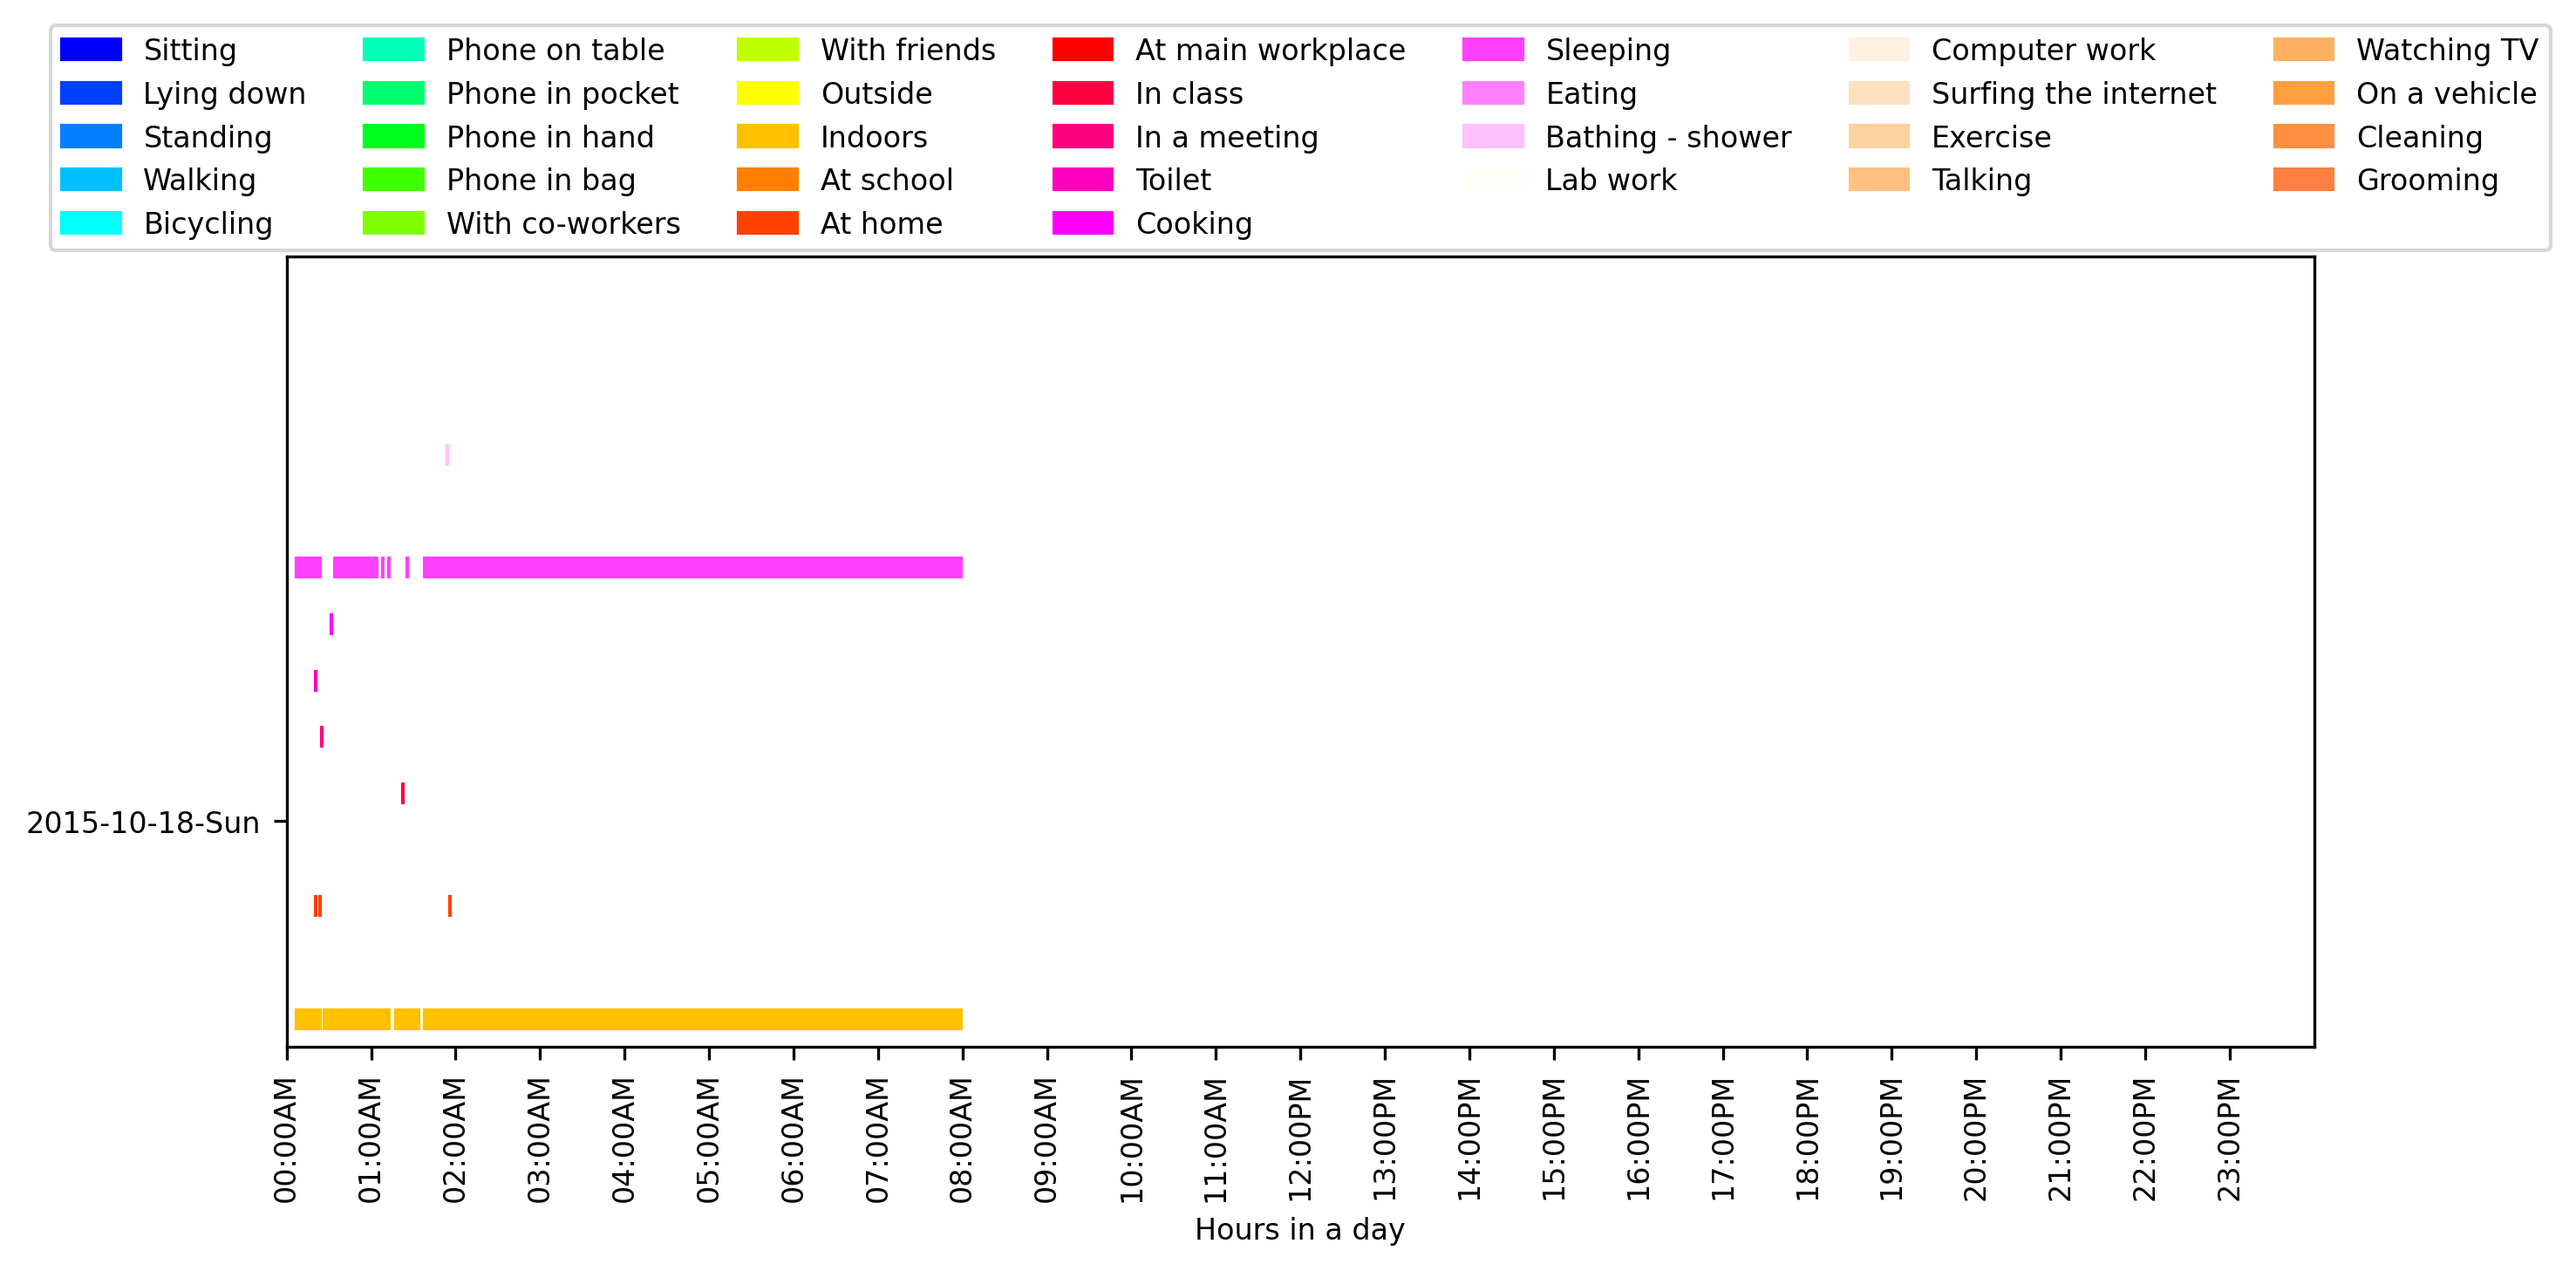 Sitting
Lying down
Standing
Walking
Bicycling
Phone on table
Phone in pocket
Phone in hand
Phone in bag
With co-workers
With friends
Outside
Indoors
At school
At home
At main workplace
In class
In a meeting
Toilet
Cooking
Sleeping
Eating
Bathing - shower
Lab work
Computer work
Surfing the internet
Exercise
Talking
Watching TV
On a vehicle
Cleaning
Grooming
2015-10-18-Sun
00:00AM
01:00AM
02:00AM
03:00AM
04:00AM
05:00AM
06:00AM
07:00AM
08:00AM
09:00AM
10:00AM
11:00AM
12:00PM
13:00PM
14:00PM
15:00PM
16:00PM
17:00PM
18:00PM
19:00PM
20:00PM
21:00PM
22:00PM
23:00PM
Hours in a day